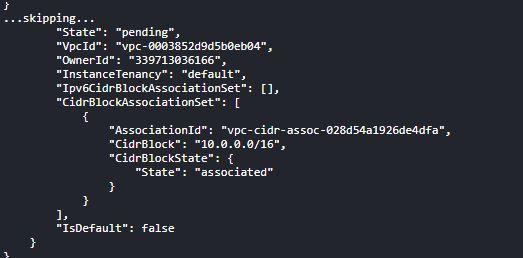 }
...skipping...
        "State": "pending",
        "VpcId": "vpc-0003852d9d5b0eb04",
        "OwnerId": "339713036166",
        "InstanceTenancy": "default",
        "Ipv6CidrBlockAssociationSet": [],
        "CidrBlockAssociationSet": [
            {
                "AssociationId": "vpc-cidr-assoc-028d54a1926de4dfa",
                "CidrBlock": "10.0.0.0/16",
                "CidrBlockState": {
                    "State": "associated"
                }
            }
        ],
        "IsDefault": false
    }
}